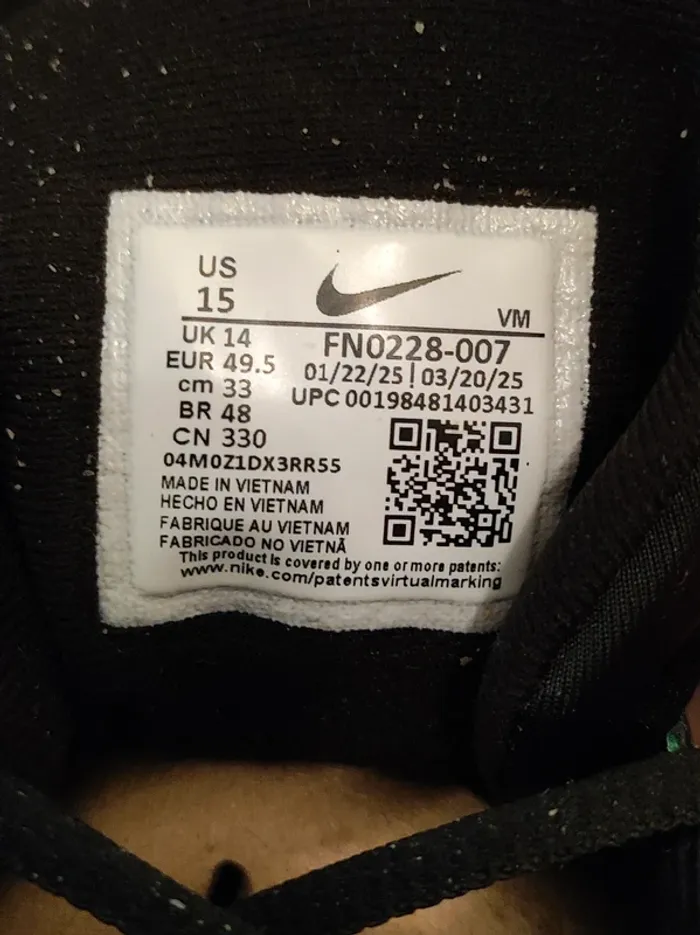 US
15
VM
UK 14
EUR 49.5
cm 33
BR 48
CN 330
FN0228-007
01/22/25 | 03/20/25
UPC 00198481403431
04M0Z1DX3RR55
MADE IN VIETNAM
HECHO EN VIETNAM
FABRIQUE AU VIETNAM
FABRICADO NO VIETNÃ
This product is covered by one or more patents:
www.nike.com/patentsvirtualmarking